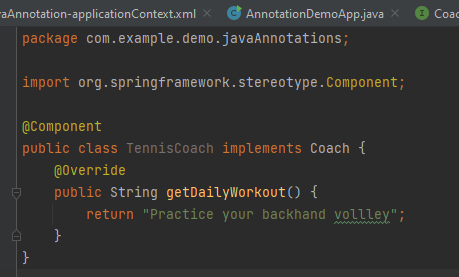 vaAnnotation-applicationContext.xml AnnotationDemoApp.java Coac
package com.example.demo.javaAnnotations;
import org.springframework.stereotype.Component;
@Component
public class TennisCoach implements Coach {
@Override
public String getDailyWorkout() {
return "Practice your backhand vollley";
}
}